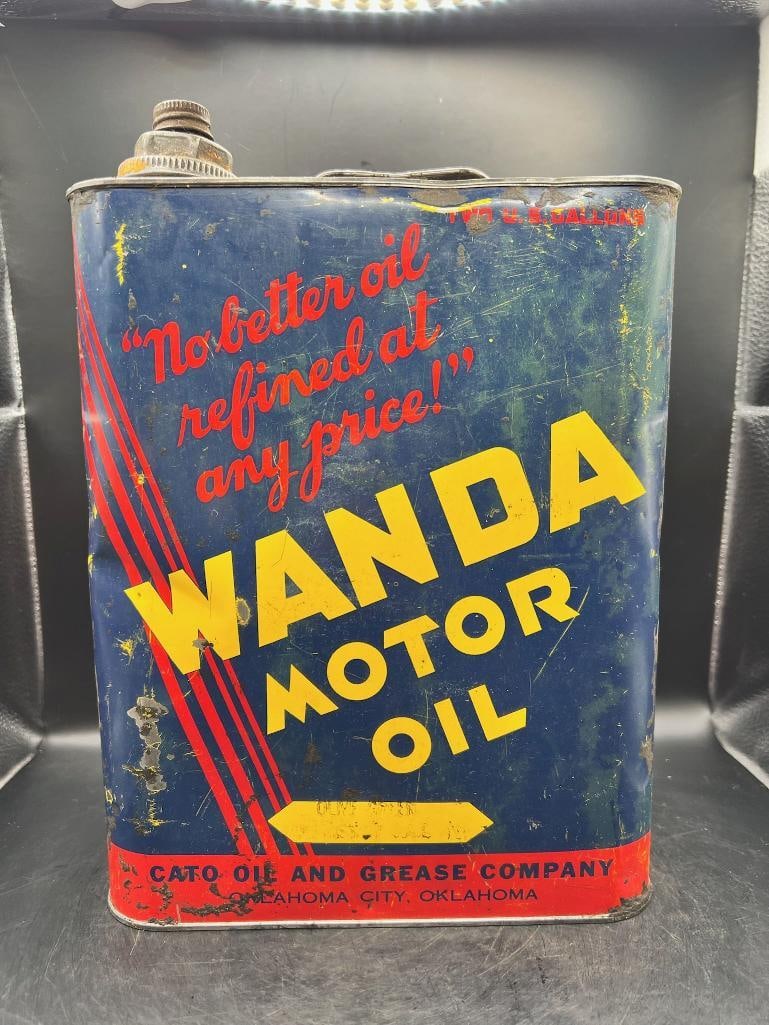 TWO U.S. GALLONS
"No better oil
refined at
any price!"
WANDA
MOTOR
OIL
CATO OIL AND GREASE COMPANY
OKLAHOMA CITY, OKLAHOMA